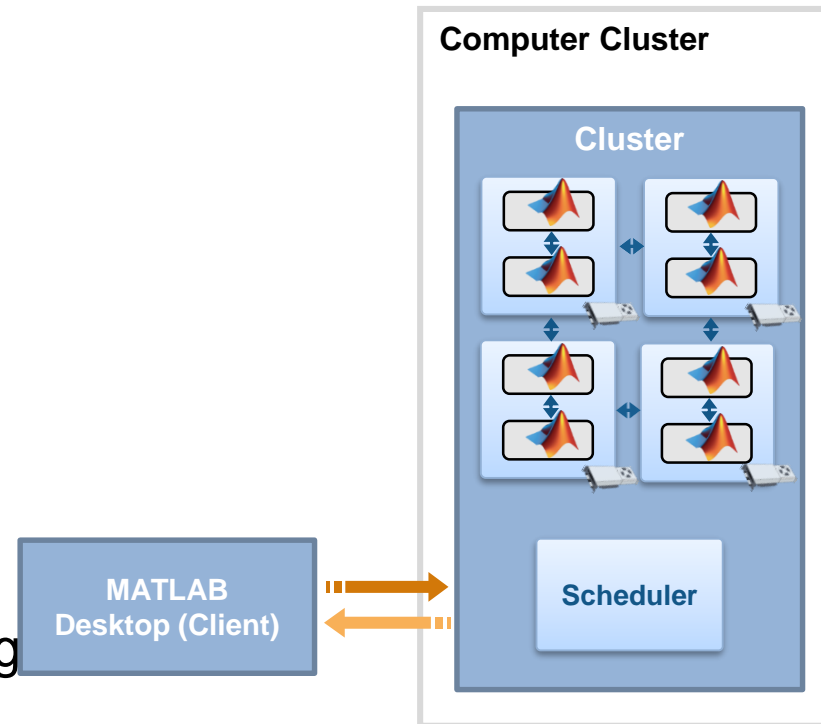 Computer Cluster
Cluster
MATLAB
Desktop (Client)
Scheduler
g